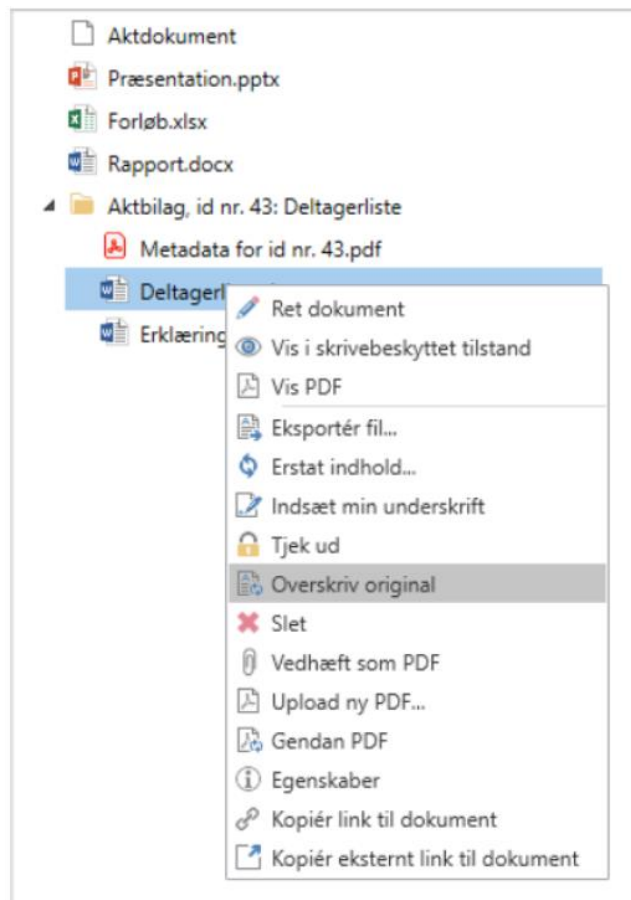 Aktdokument
Præsentation.pptx
Forløb.xlsx
Rapport.docx
Aktbilag, id nr. 43: Deltagerliste
Metadata for id nr. 43.pdf
Erklæring
Ret dokument
Vis i skrivebeskyttet tilstand
Vis PDF
Eksportér fil...
Erstat indhold...
Indsæt min underskrift
Tjek ud
Overskriv original
Slet
Vedhæft som PDF
Upload ny PDF...
Gendan PDF
Egenskaber
Kopiér link til dokument
Kopiér eksternt link til dokument